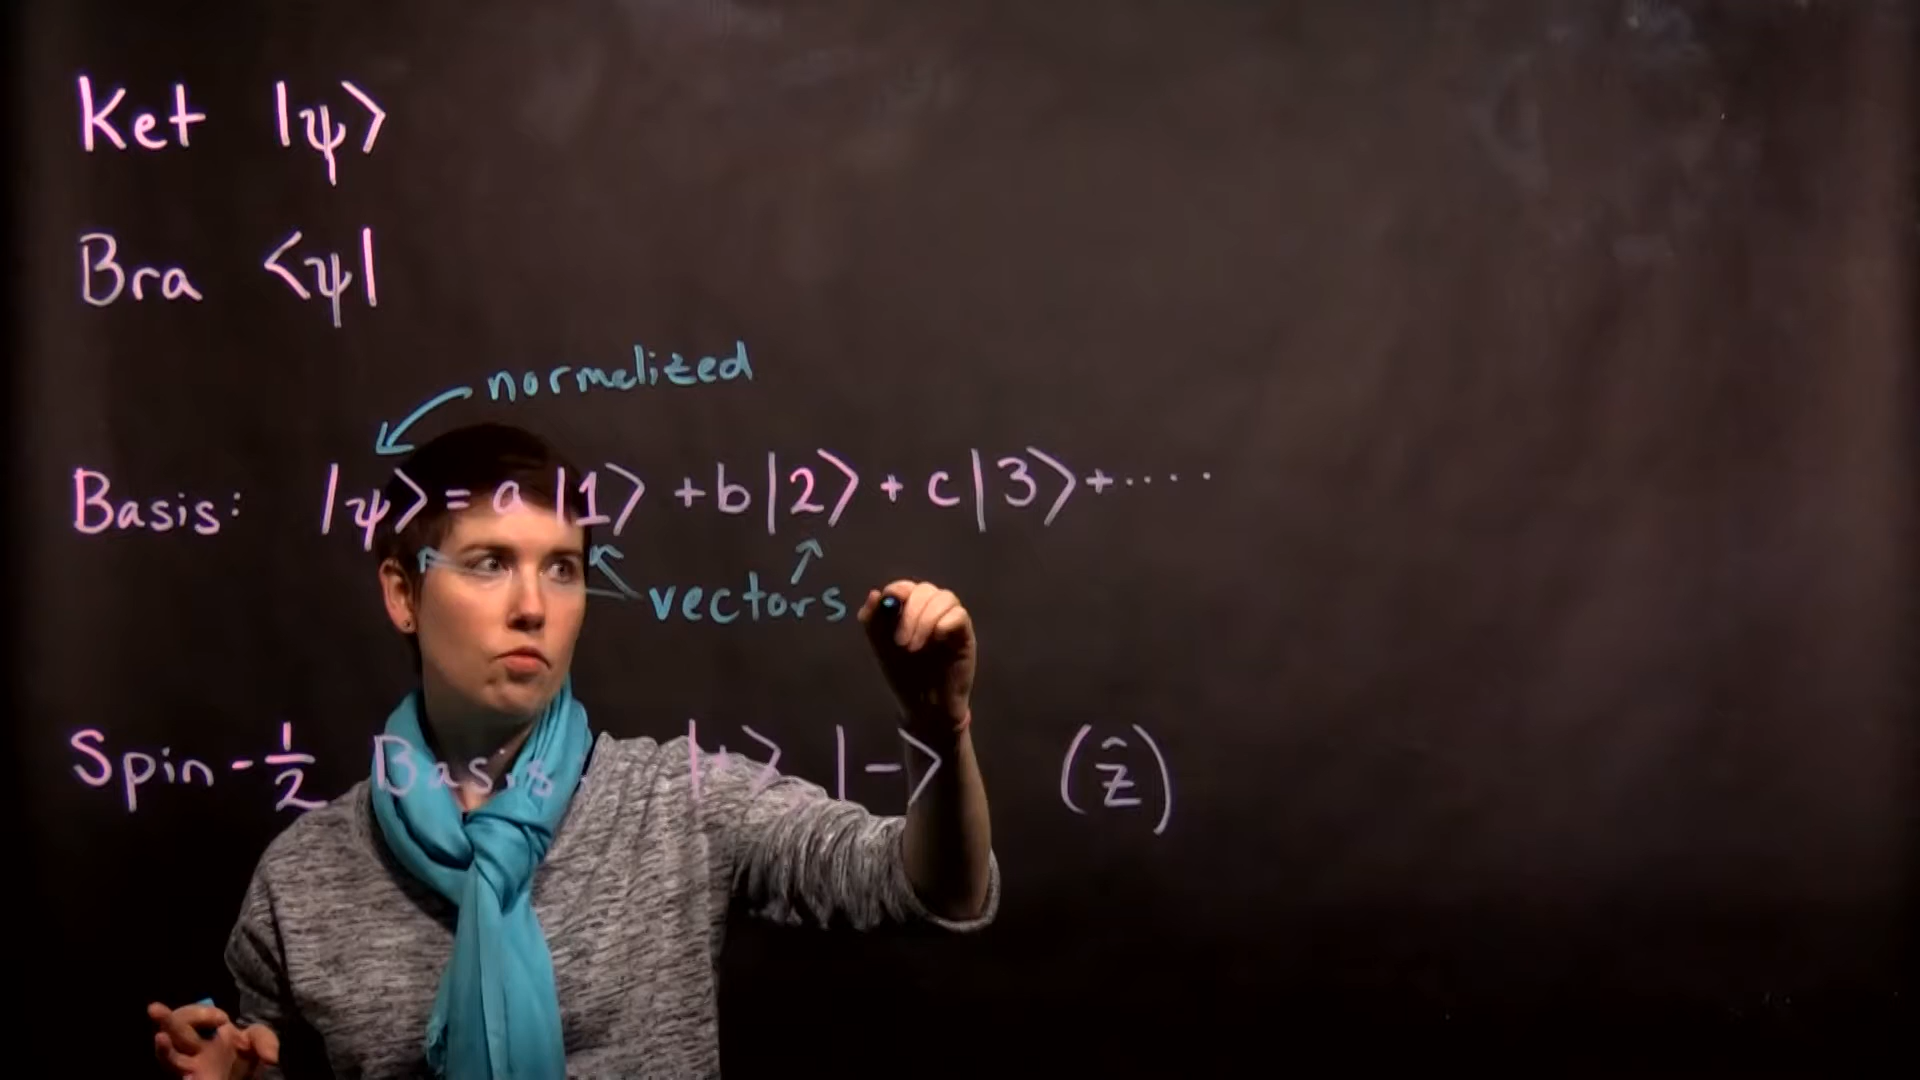 Ket |ψ⟩
Bra <ψ|
normalized
Basis: |ψ⟩ = a |1⟩ + b |2⟩ + c |3⟩ + ....
vectors
Spin - 1/2 Basis: |+⟩, |-⟩ (ẑ)